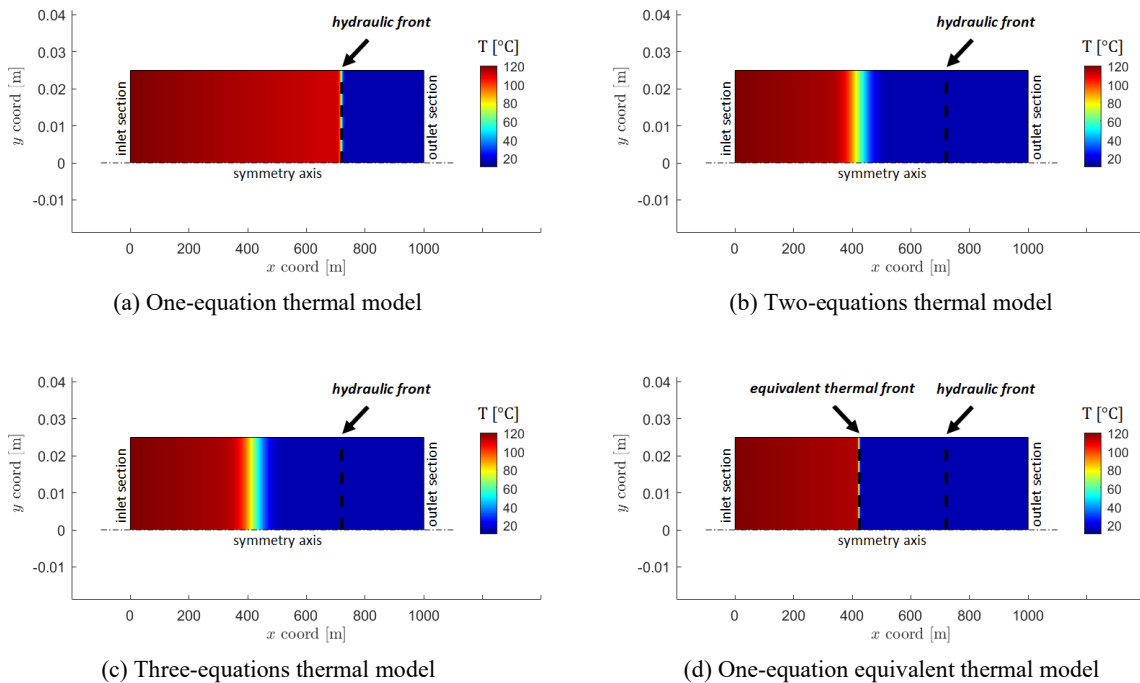 hydraulic front
0.04
0.03
0.02
0.01
0
-0.01
y coord [m]
inlet section
outlet section
symmetry axis
T [°C]
120
100
80
60
40
20
0 200 400 600 800 1000
x coord [m]
(a) One-equation thermal model
hydraulic front
0.04
0.03
0.02
0.01
0
-0.01
y coord [m]
inlet section
outlet section
symmetry axis
T [°C]
120
100
80
60
40
20
0 200 400 600 800 1000
x coord [m]
(b) Two-equations thermal model
hydraulic front
0.04
0.03
0.02
0.01
0
-0.01
y coord [m]
inlet section
outlet section
symmetry axis
T [°C]
120
100
80
60
40
20
0 200 400 600 800 1000
x coord [m]
(c) Three-equations thermal model
equivalent thermal front hydraulic front
0.04
0.03
0.02
0.01
0
-0.01
y coord [m]
inlet section
outlet section
symmetry axis
T [°C]
120
100
80
60
40
20
0 200 400 600 800 1000
x coord [m]
(d) One-equation equivalent thermal model